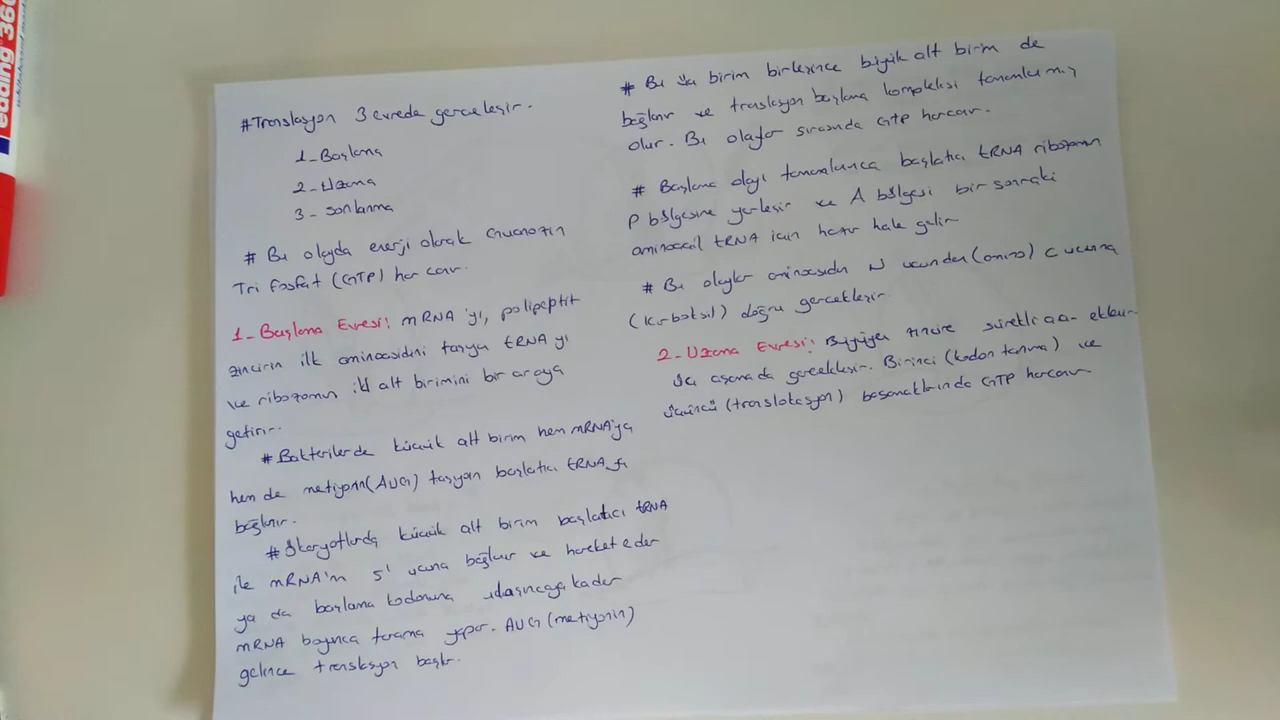 edding 360
#Translasyon 3 evrede gerçekleşir.
1-Başlama
2-Uzama
3-Sonlanma
# Bu olayda enerji olarak Guanozin
Tri fosfat (GTP) harcar.
1-Başlama Evresi: mRNA'yı, polipeptit
zincirin ilk aminoasidini taşıyan tRNA'yı
ve ribozomun iki alt birimini bir araya
getirir.
#Bakterilerde küçük alt birim hem mRNA'ya
hem de metiyonin(AUG) taşıyan başlatıcı tRNA'ya
bağlanır.
#Ökaryotlarda küçük alt birim başlatıcı tRNA
ile mRNA'nın 5' ucuna bağlanır ve hareket eder
ya da başlama kodonuna ulaşıncaya kadar
mRNA boyunca tarama yapar. AUG (metiyonin)
gelince translasyon başlar.
# Bu iki birim birleşince büyük alt birim de
bağlanır ve translasyon başlama kompleksi tamamlanmış
olur. Bu olaylar sırasında GTP harcanır.
# Başlama olayı tamamlanınca başlatıcı tRNA ribozomun
P bölgesine yerleşir ve A bölgesi bir sonraki
aminoacil tRNA için hazır hale gelir
# Bu olaylar aminoasidin N ucundan (amino) C ucuna
(karboksil) doğru gerçekleşir.
2-Uzama Evresi: Büyüyen zincire sürekli aa-
üç aşamada gerçekleşir. Birinci (kodon tanıma) ve
üçüncü (translokasyon) basamaklarında GTP harcanır